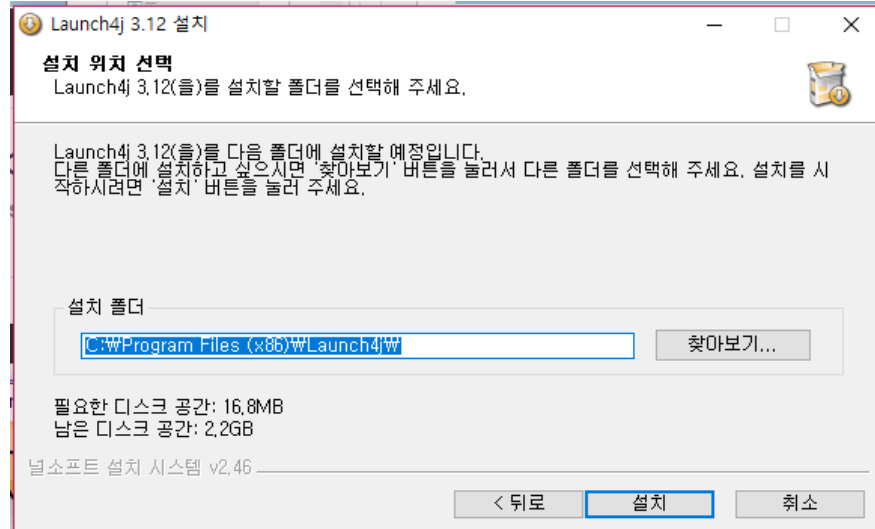 Launch4j 3.12 설치
설치 위치 선택
Launch4j 3.12(을)를 설치할 폴더를 선택해 주세요.
Launch4j 3.12(을)를 다음 폴더에 설치할 예정입니다.
다른 폴더에 설치하고 싶으시면 '찾아보기' 버튼을 눌러서 다른 폴더를 선택해 주세요. 설치를 시
작하시려면 '설치' 버튼을 눌러 주세요.
설치 폴더
C:₩Program Files (x86)₩Launch4j₩
찾아보기...
필요한 디스크 공간: 16.8MB
남은 디스크 공간: 2.2GB
널소프트 설치 시스템 v2.46
< 뒤로
설치
취소